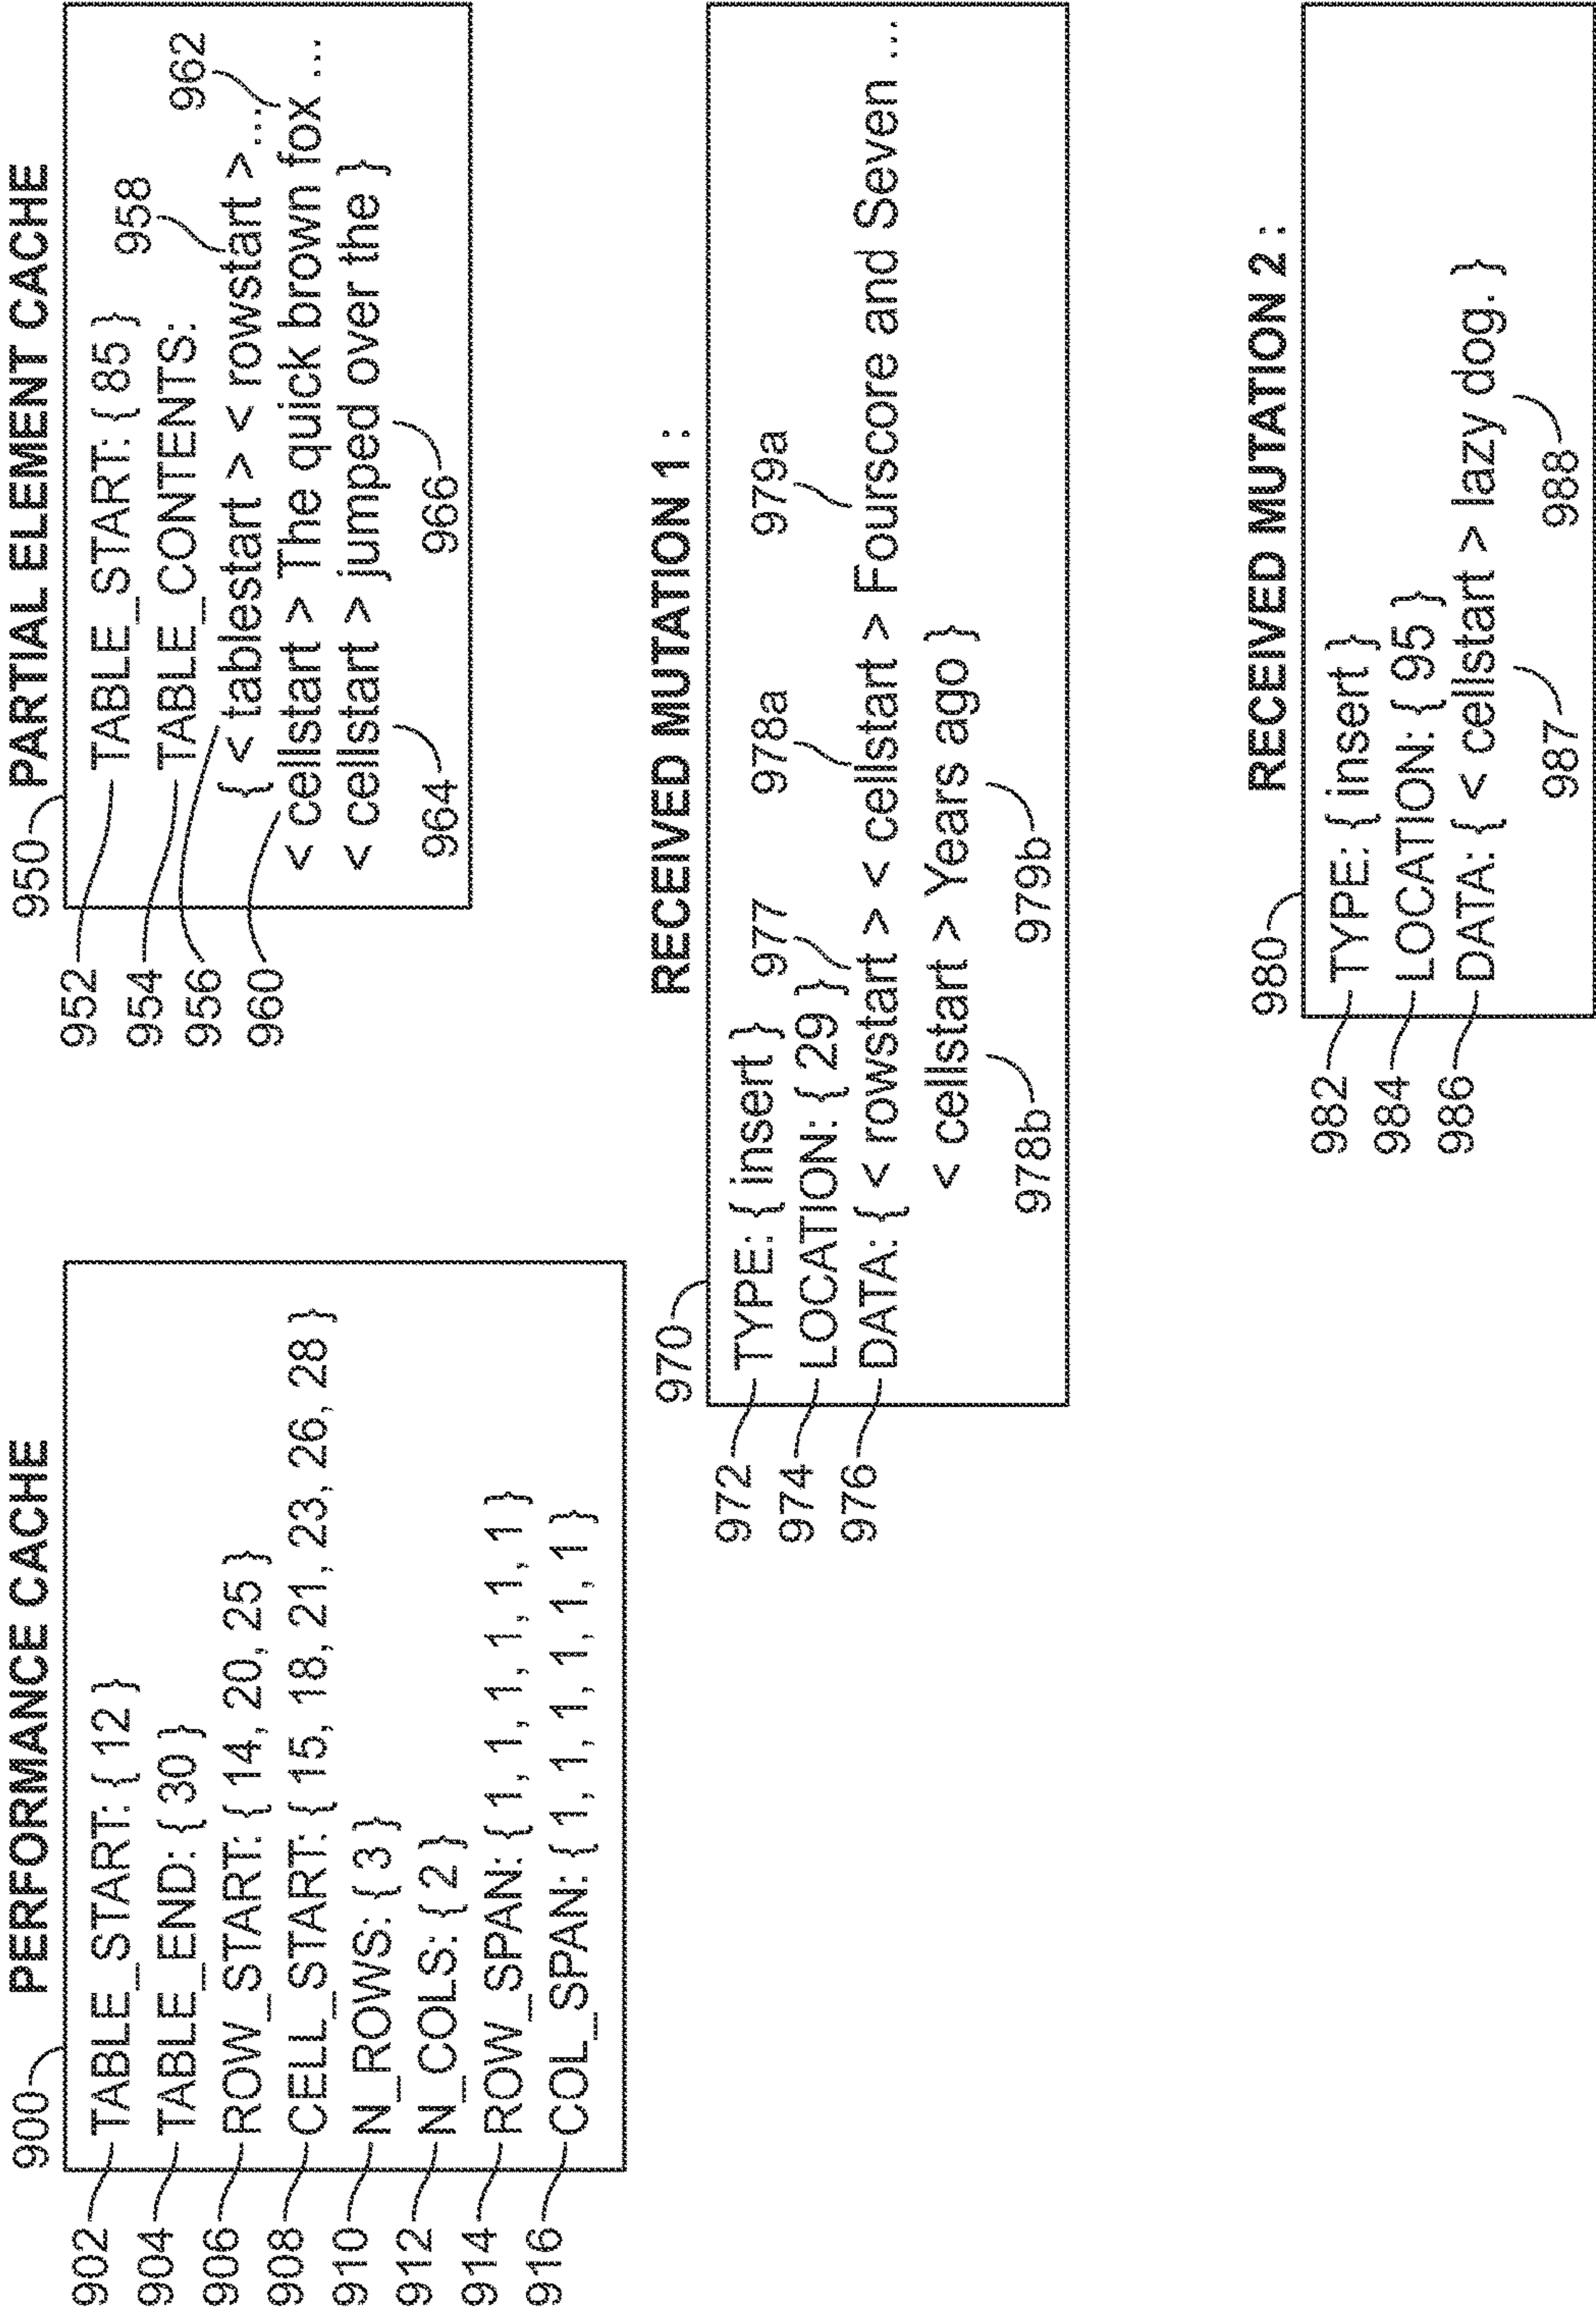 PERFORMANCE CACHE
900
902 TABLE_START: { 12 }
904 TABLE_END: { 30 }
906 ROW_START: { 14, 20, 25 }
908 CELL_START: { 15, 18, 21, 23, 26, 28 }
910 N_ROWS: { 3 }
912 N_COLS: { 2 }
914 ROW_SPAN: { 1, 1, 1, 1, 1, 1 }
916 COL_SPAN: { 1, 1, 1, 1, 1, 1 }
PARTIAL ELEMENT CACHE
950
952 TABLE_START: { 85 }
958
954 TABLE_CONTENTS:
962
956 { < tablestart > < rowstart >...
960 < cellstart > The quick brown fox ...
< cellstart > jumped over the }
964 966
RECEIVED MUTATION 1 :
970
972 TYPE: { insert }
977 978a 979a
974 LOCATION: { 29 }
976 DATA: { < rowstart > < cellstart > Fourscore and Seven ...
< cellstart > Years ago }
978b 979b
RECEIVED MUTATION 2 :
980
982 TYPE: { insert }
984 LOCATION: { 95 }
986 DATA: { < cellstart > lazy dog. }
987 988